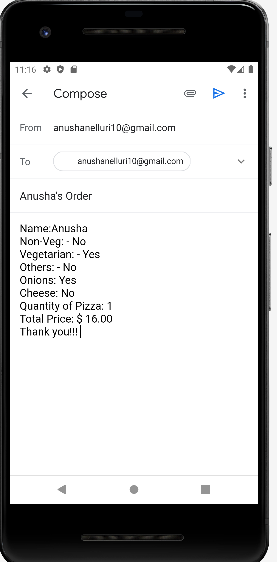 11:16
Compose
From anushanelluri10@gmail.com
To anushanelluri10@gmail.com
Anusha's Order
Name:Anusha
Non-Veg: - No
Vegetarian: - Yes
Others: - No
Onions: Yes
Cheese: No
Quantity of Pizza: 1
Total Price: $ 16.00
Thank you!!!